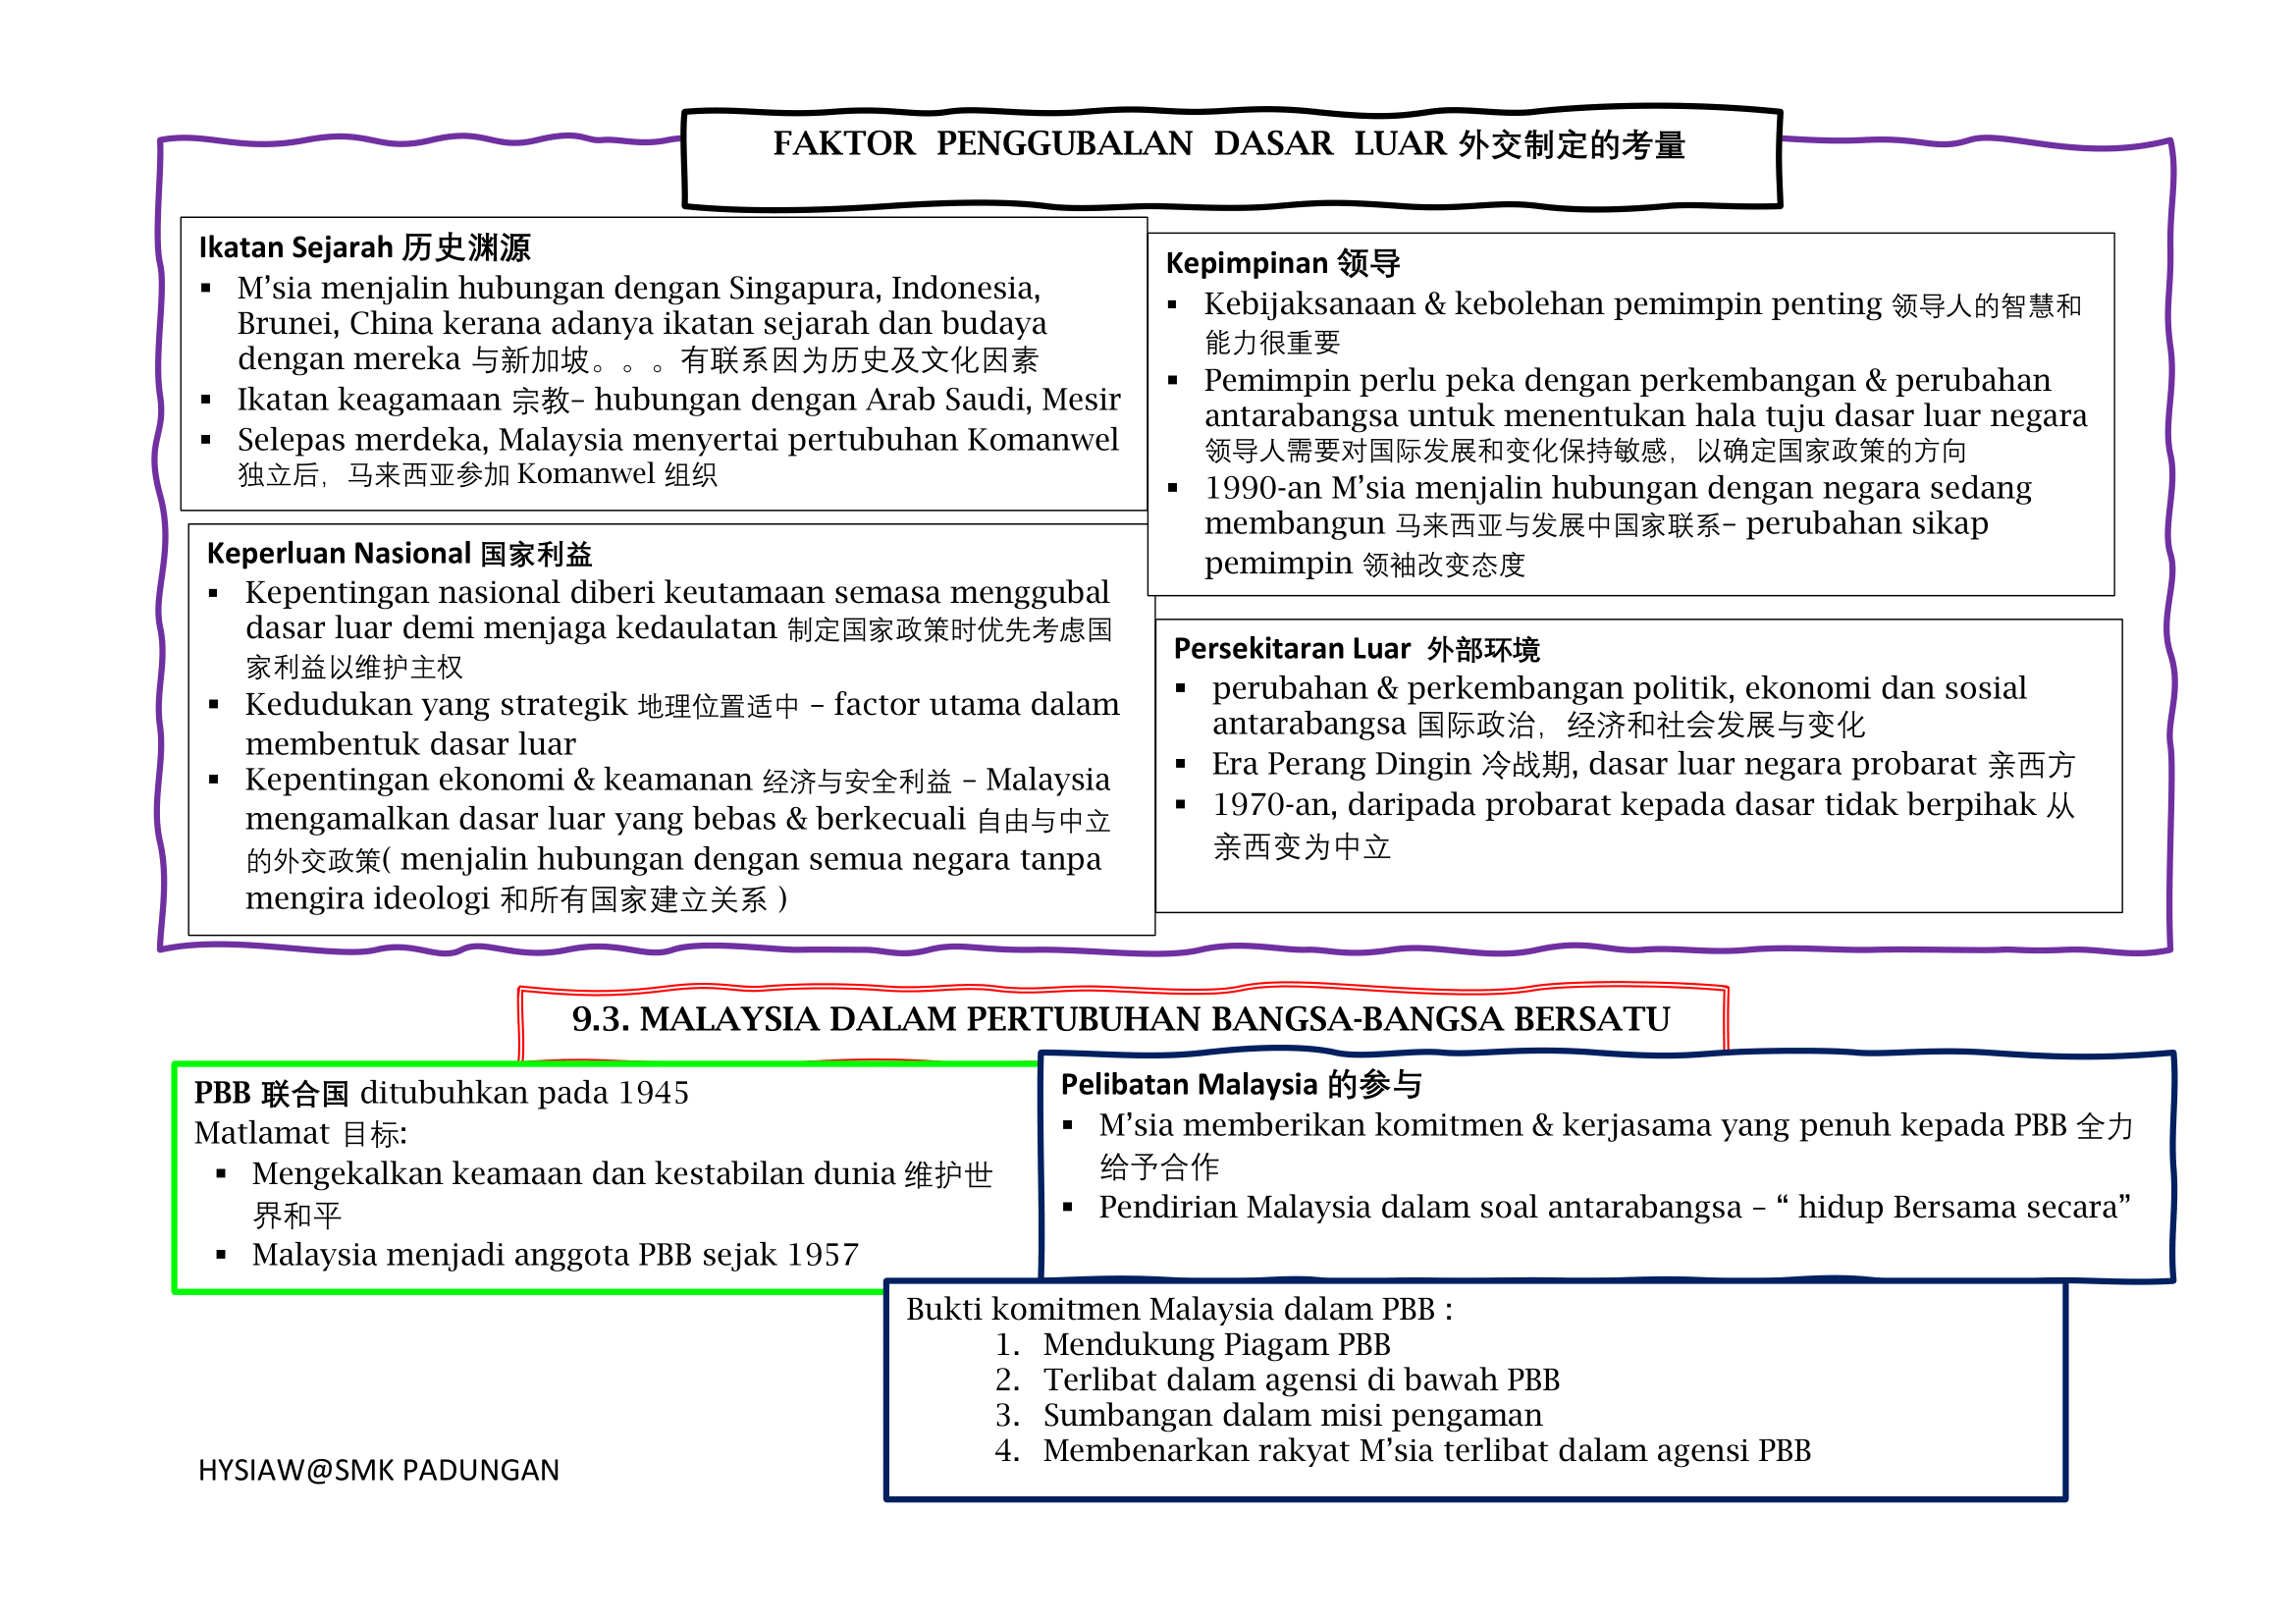 FAKTOR PENGGUBALAN DASAR LUAR 外交制定的考量
Ikatan Sejarah 历史渊源
▪ M’sia menjalin hubungan dengan Singapura, Indonesia,
Brunei, China kerana adanya ikatan sejarah dan budaya
dengan mereka 与新加坡。。。有联系因为历史及文化因素
▪ Ikatan keagamaan 宗教– hubungan dengan Arab Saudi, Mesir
▪ Selepas merdeka, Malaysia menyertai pertubuhan Komanwel
独立后，马来西亚参加 Komanwel 组织
Keperluan Nasional 国家利益
▪ Kepentingan nasional diberi keutamaan semasa menggubal
dasar luar demi menjaga kedaulatan 制定国家政策时优先考虑国
家利益以维护主权
▪ Kedudukan yang strategik 地理位置适中 – factor utama dalam
membentuk dasar luar
▪ Kepentingan ekonomi & keamanan 经济与安全利益 – Malaysia
mengamalkan dasar luar yang bebas & berkecuali 自由与中立
的外交政策( menjalin hubungan dengan semua negara tanpa
mengira ideologi 和所有国家建立关系 )
Kepimpinan 领导
▪ Kebijaksanaan & kebolehan pemimpin penting 领导人的智慧和
能力很重要
▪ Pemimpin perlu peka dengan perkembangan & perubahan
antarabangsa untuk menentukan hala tuju dasar luar negara
领导人需要对国际发展和变化保持敏感，以确定国家政策的方向
▪ 1990-an M’sia menjalin hubungan dengan negara sedang
membangun 马来西亚与发展中国家联系– perubahan sikap
pemimpin 领袖改变态度
Persekitaran Luar 外部环境
▪ perubahan & perkembangan politik, ekonomi dan sosial
antarabangsa 国际政治，经济和社会发展与变化
▪ Era Perang Dingin 冷战期, dasar luar negara probarat 亲西方
▪ 1970-an, daripada probarat kepada dasar tidak berpihak 从
亲西变为中立
9.3. MALAYSIA DALAM PERTUBUHAN BANGSA-BANGSA BERSATU
PBB 联合国 ditubuhkan pada 1945
Matlamat 目标:
▪ Mengekalkan keamaan dan kestabilan dunia 维护世
界和平
▪ Malaysia menjadi anggota PBB sejak 1957
Pelibatan Malaysia 的参与
▪ M’sia memberikan komitmen & kerjasama yang penuh kepada PBB 全力
给予合作
▪ Pendirian Malaysia dalam soal antarabangsa – “ hidup Bersama secara”
Bukti komitmen Malaysia dalam PBB :
1. Mendukung Piagam PBB
2. Terlibat dalam agensi di bawah PBB
3. Sumbangan dalam misi pengaman
4. Membenarkan rakyat M’sia terlibat dalam agensi PBB
HYSIAW@SMK PADUNGAN